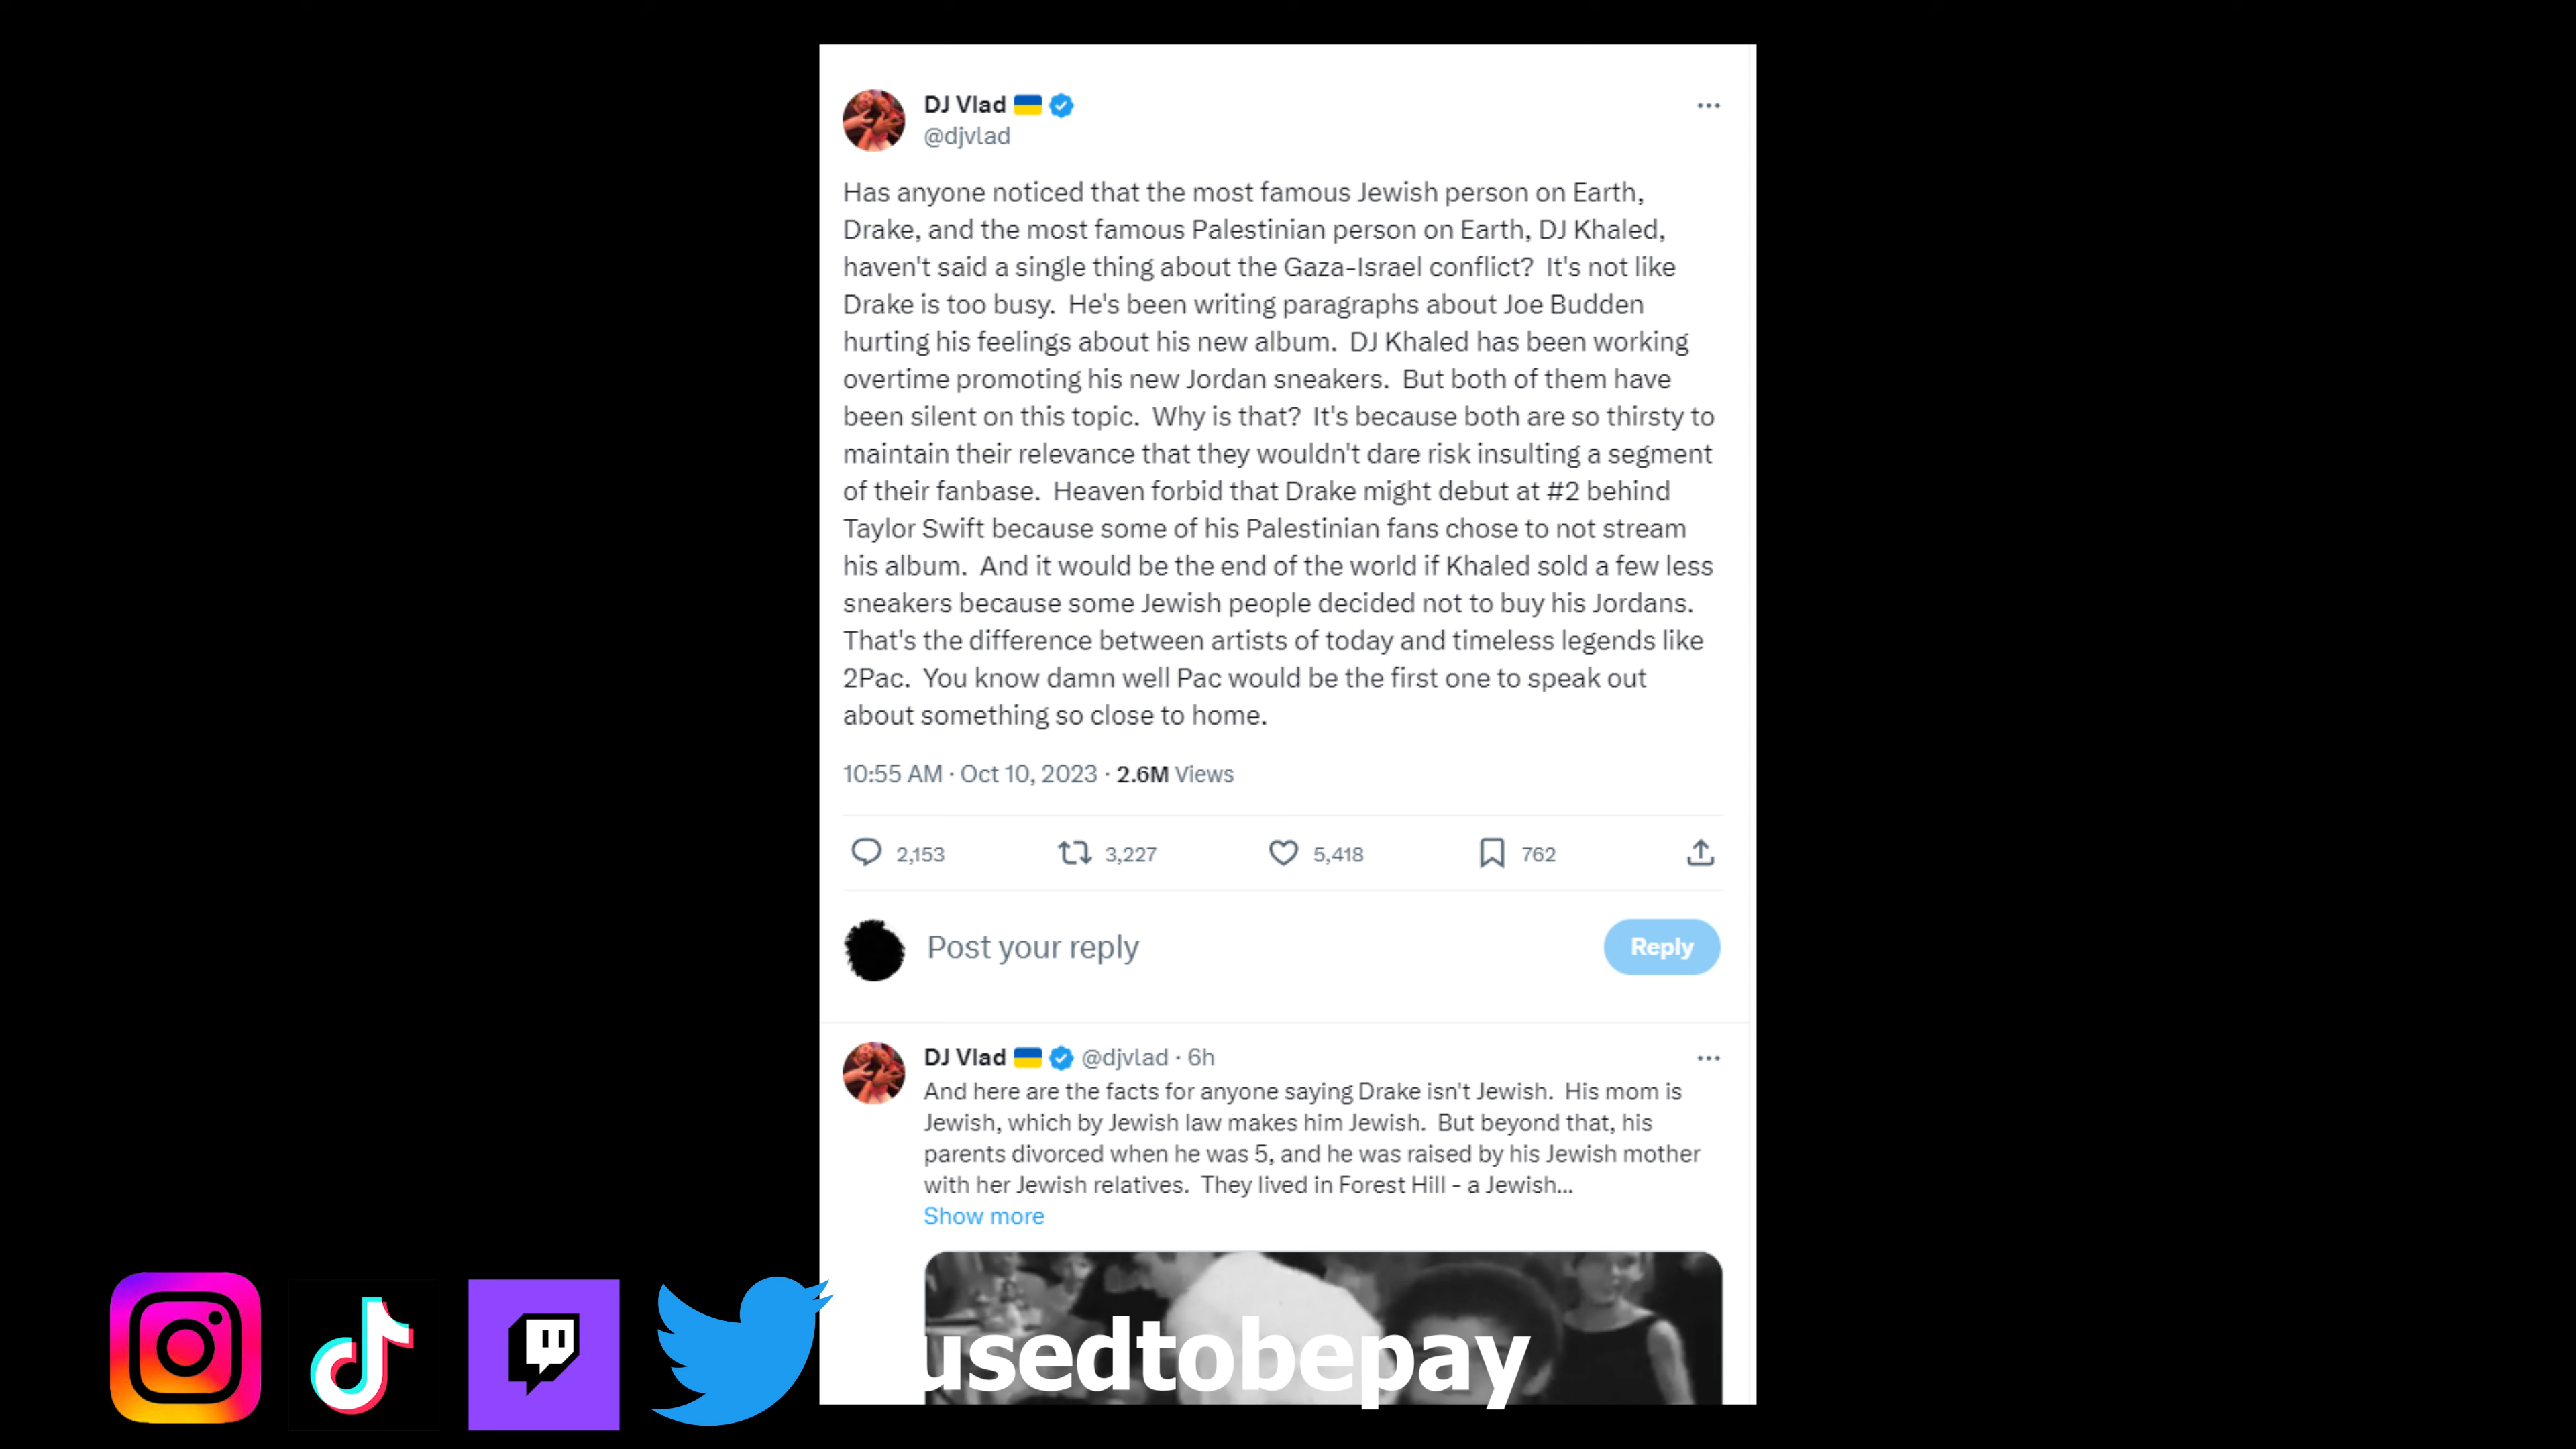 DJ Vlad
@djvlad
Has anyone noticed that the most famous Jewish person on Earth,
Drake, and the most famous Palestinian person on Earth, DJ Khaled,
haven't said a single thing about the Gaza-Israel conflict?  It's not like
Drake is too busy.  He's been writing paragraphs about Joe Budden
hurting his feelings about his new album.  DJ Khaled has been working
overtime promoting his new Jordan sneakers.  But both of them have
been silent on this topic.  Why is that?  It's because both are so thirsty to
maintain their relevance that they wouldn't dare risk insulting a segment
of their fanbase.  Heaven forbid that Drake might debut at #2 behind
Taylor Swift because some of his Palestinian fans chose to not stream
his album.  And it would be the end of the world if Khaled sold a few less
sneakers because some Jewish people decided not to buy his Jordans.
That's the difference between artists of today and timeless legends like
2Pac.  You know damn well Pac would be the first one to speak out
about something so close to home.
10:55 AM · Oct 10, 2023 · 2.6M Views
2,153 3,227 5,418 762
Post your reply
Reply
DJ Vlad @djvlad · 6h
And here are the facts for anyone saying Drake isn't Jewish.  His mom is
Jewish, which by Jewish law makes him Jewish.  But beyond that, his
parents divorced when he was 5, and he was raised by his Jewish mother
with her Jewish relatives.  They lived in Forest Hill - a Jewish...
Show more
usedtobepay